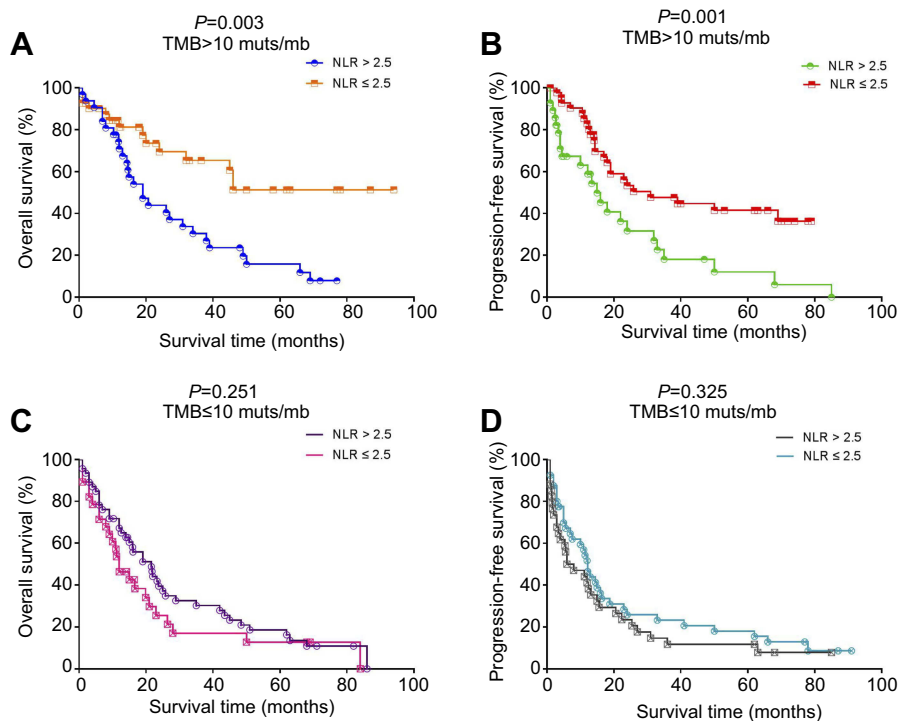 A
P=0.003
TMB>10 muts/mb
NLR > 2.5
NLR ≤ 2.5
Overall survival (%)
100
80
60
40
20
0
0 20 40 60 80 100
Survival time (months)
B
P=0.001
TMB>10 muts/mb
NLR > 2.5
NLR ≤ 2.5
Progression-free survival (%)
100
80
60
40
20
0
0 20 40 60 80 100
Survival time (months)
C
P=0.251
TMB≤10 muts/mb
NLR > 2.5
NLR ≤ 2.5
Overall survival (%)
100
80
60
40
20
0
0 20 40 60 80 100
Survival time (months)
D
P=0.325
TMB≤10 muts/mb
NLR > 2.5
NLR ≤ 2.5
Progression-free survival (%)
100
80
60
40
20
0
0 20 40 60 80 100
Survival time (months)